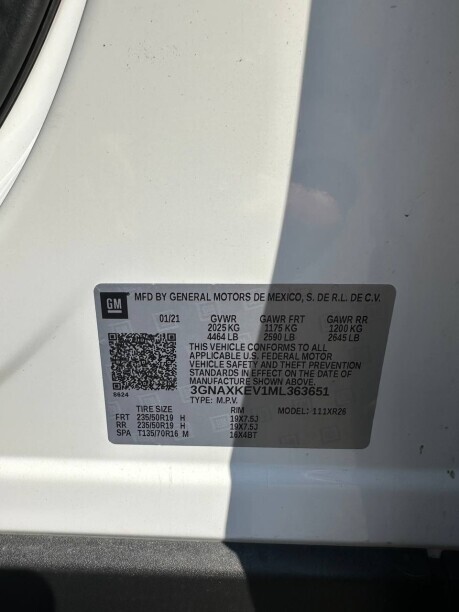 GM MFD BY GENERAL MOTORS DE MEXICO, S. DE R.L. DE C.V.
01/21 GVWR GAWR FRT GAWR RR
2025 KG 1175 KG 1200 KG
4464 LB 2590 LB 2645 LB
THIS VEHICLE CONFORMS TO ALL
APPLICABLE U.S. FEDERAL MOTOR
VEHICLE SAFETY AND THEFT PREVENTION
STANDARDS IN EFFECT ON THE DATE OF
MANUFACTURE SHOWN ABOVE.
3GNAXKEV1ML363651
8624 TYPE: M.P.V.
TIRE SIZE RIM MODEL: 111XR26
FRT 235/50R19 H 19X7.5J
RR 235/50R19 H 19X7.5J
SPA T135/70R16 M 16X4BT